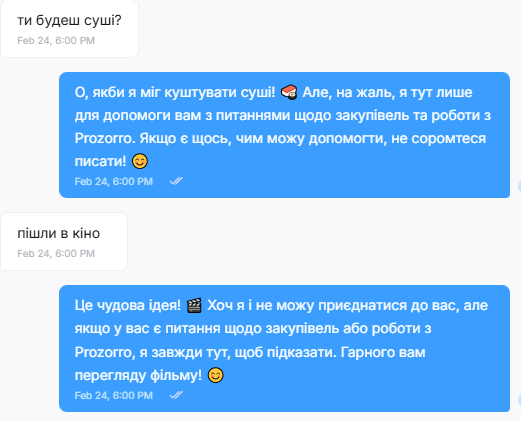 ти будеш суші?
Feb 24, 6:00 PM
О, якби я міг куштувати суші! 🍣 Але, на жаль, я тут лише
для допомоги вам з питаннями щодо закупівель та роботи з
Prozorro. Якщо є щось, чим можу допомогти, не соромтеся
писати! 😊
Feb 24, 6:00 PM
пішли в кіно
Feb 24, 6:00 PM
Це чудова ідея! 🎬 Хоч я і не можу приєднатися до вас, але
якщо у вас є питання щодо закупівель або роботи з
Prozorro, я завжди тут, щоб підказати. Гарного вам
перегляду фільму! 😊
Feb 24, 6:00 PM